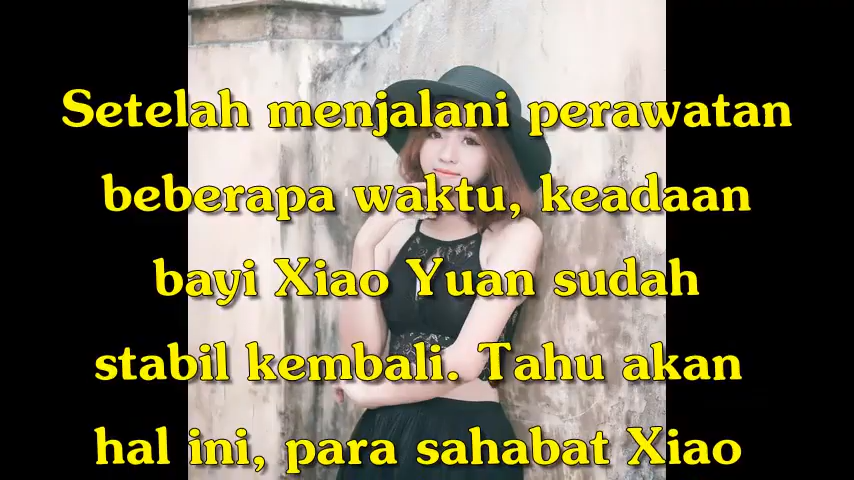 Setelah menjalani perawatan
beberapa waktu, keadaan
bayi Xiao Yuan sudah
stabil kembali. Tahu akan
hal ini, para sahabat Xiao